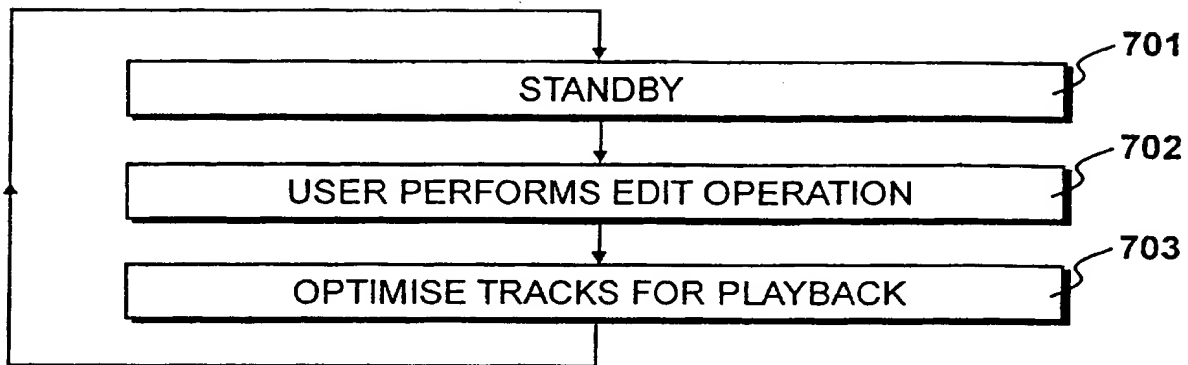 701
STANDBY
702
USER PERFORMS EDIT OPERATION
703
OPTIMISE TRACKS FOR PLAYBACK